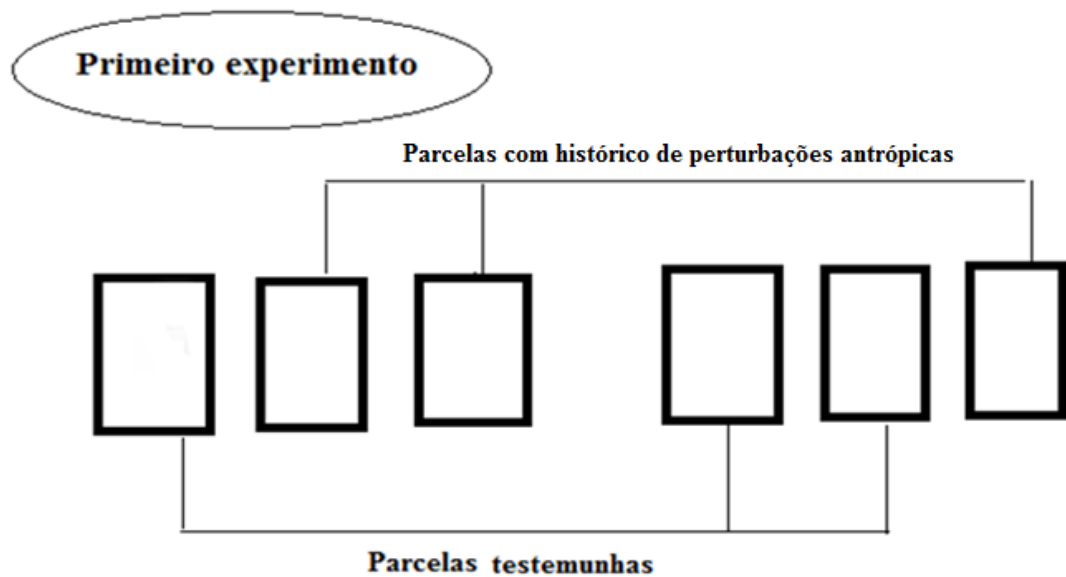 Primeiro experimento
Parcelas com histórico de perturbações antrópicas
Parcelas testemunhas